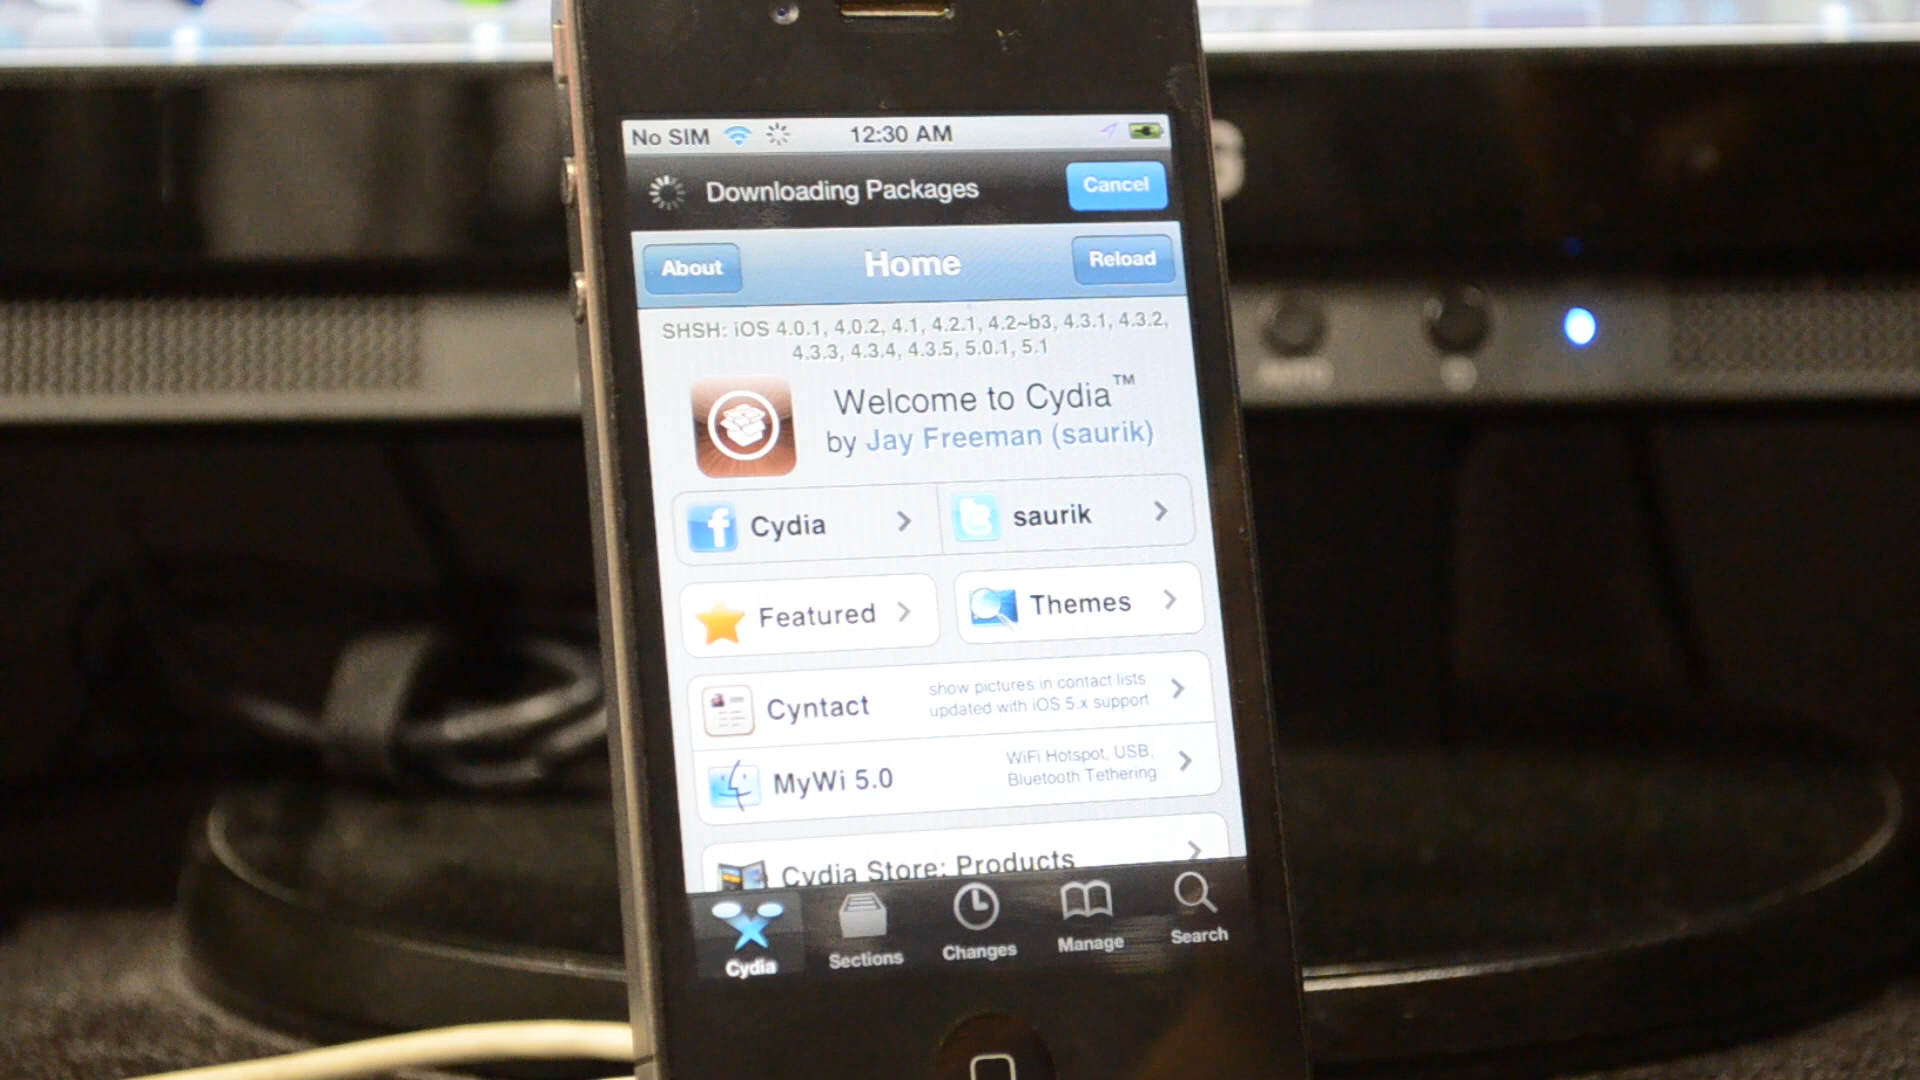 No SIM 12:30 AM
Downloading Packages Cancel
About Home Reload
SHSH: iOS 4.0.1, 4.0.2, 4.1, 4.2.1, 4.2~b3, 4.3.1, 4.3.2,
4.3.3, 4.3.4, 4.3.5, 5.0.1, 5.1
Welcome to Cydia™
by Jay Freeman (saurik)
Cydia saurik
Featured Themes
Cyntact show pictures in contact lists
updated with iOS 5.x support
MyWi 5.0 WiFi Hotspot, USB,
Bluetooth Tethering
Cydia Store: Products
Cydia Sections Changes Manage Search